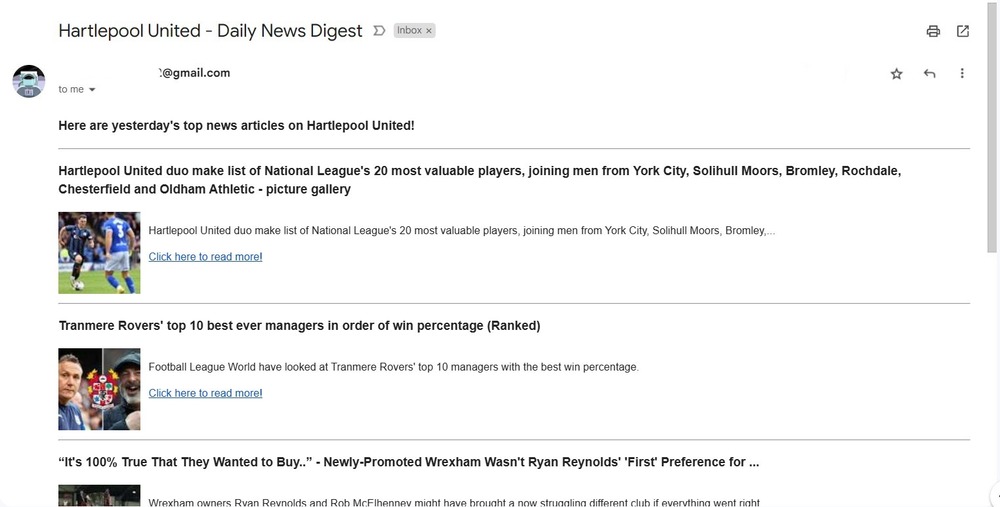 Hartlepool United - Daily News Digest
Inbox ×
@gmail.com
to me
Here are yesterday's top news articles on Hartlepool United!
Hartlepool United duo make list of National League's 20 most valuable players, joining men from York City, Solihull Moors, Bromley, Rochdale,
Chesterfield and Oldham Athletic - picture gallery
Hartlepool United duo make list of National League's 20 most valuable players, joining men from York City, Solihull Moors, Bromley,...
Click here to read more!
Tranmere Rovers' top 10 best ever managers in order of win percentage (Ranked)
Football League World have looked at Tranmere Rovers' top 10 managers with the best win percentage.
Click here to read more!
“It's 100% True That They Wanted to Buy..” - Newly-Promoted Wrexham Wasn't Ryan Reynolds' 'First' Preference for ...
Wrexham owners Ryan Reynolds and Rob McElhenney might have brought a now struggling different club if everything went right